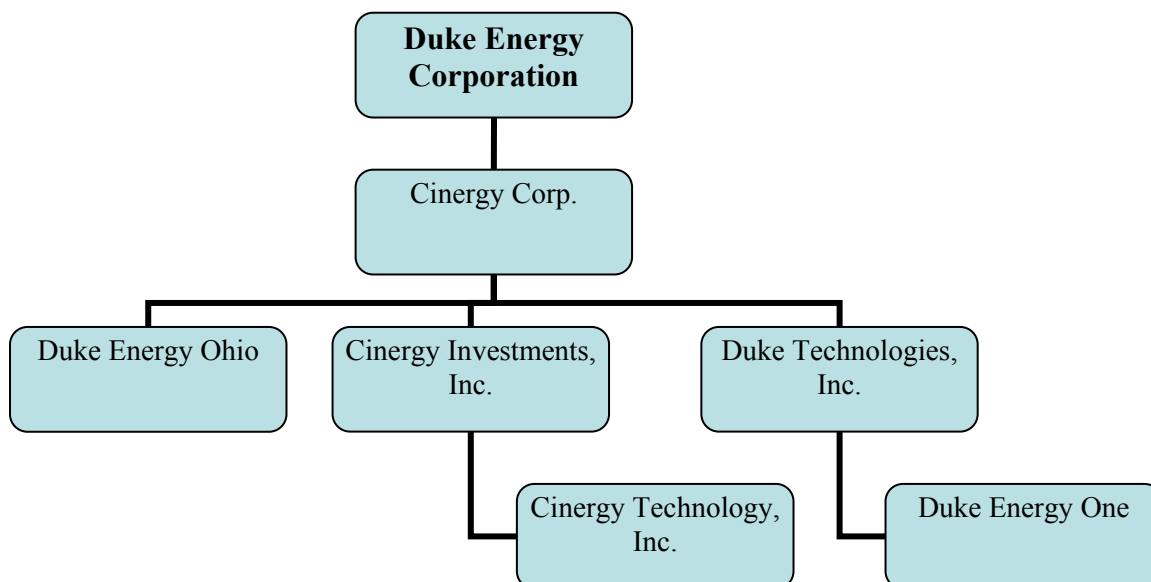 Duke Energy
Corporation
Cinergy Corp.
Duke Energy Ohio
Cinergy Investments,
Inc.
Duke Technologies,
Inc.
Cinergy Technology,
Inc.
Duke Energy One